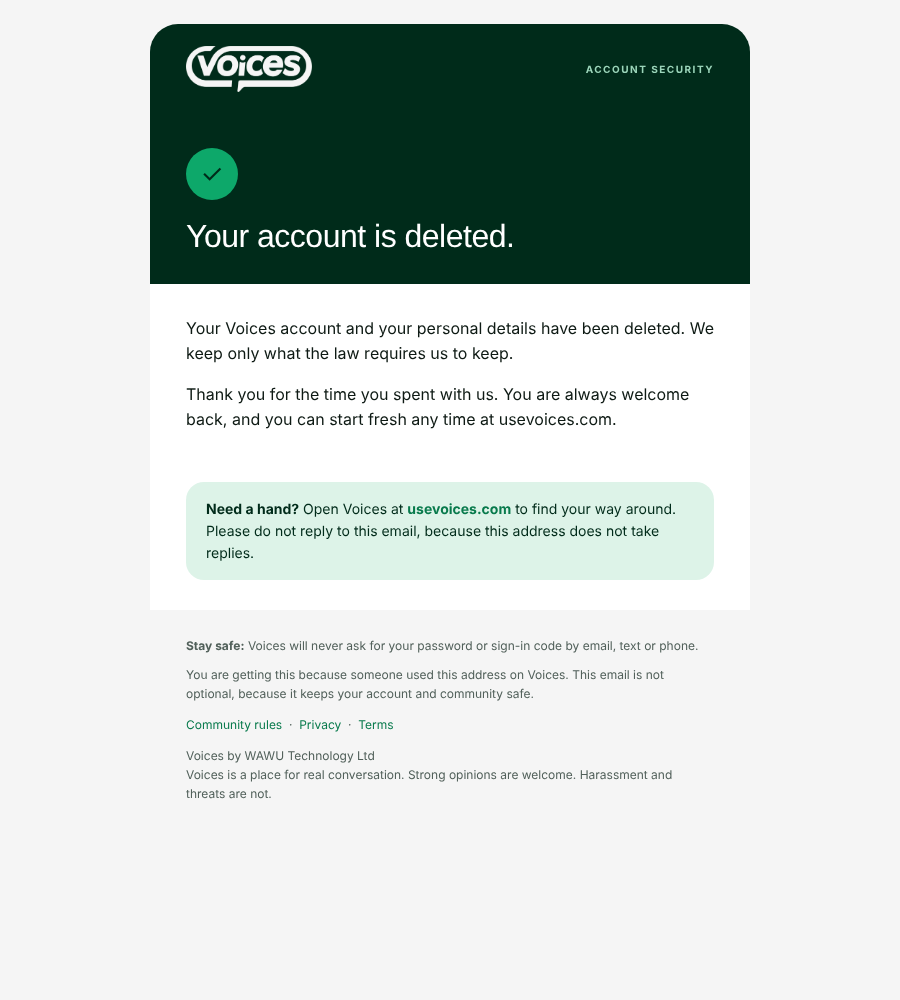 Voices
ACCOUNT SECURITY
Your account is deleted.
Your Voices account and your personal details have been deleted. We
keep only what the law requires us to keep.
Thank you for the time you spent with us. You are always welcome
back, and you can start fresh any time at usevoices.com.
Need a hand? Open Voices at usevoices.com to find your way around.
Please do not reply to this email, because this address does not take
replies.
Stay safe: Voices will never ask for your password or sign-in code by email, text or phone.
You are getting this because someone used this address on Voices. This email is not
optional, because it keeps your account and community safe.
Community rules · Privacy · Terms
Voices by WAWU Technology Ltd
Voices is a place for real conversation. Strong opinions are welcome. Harassment and
threats are not.